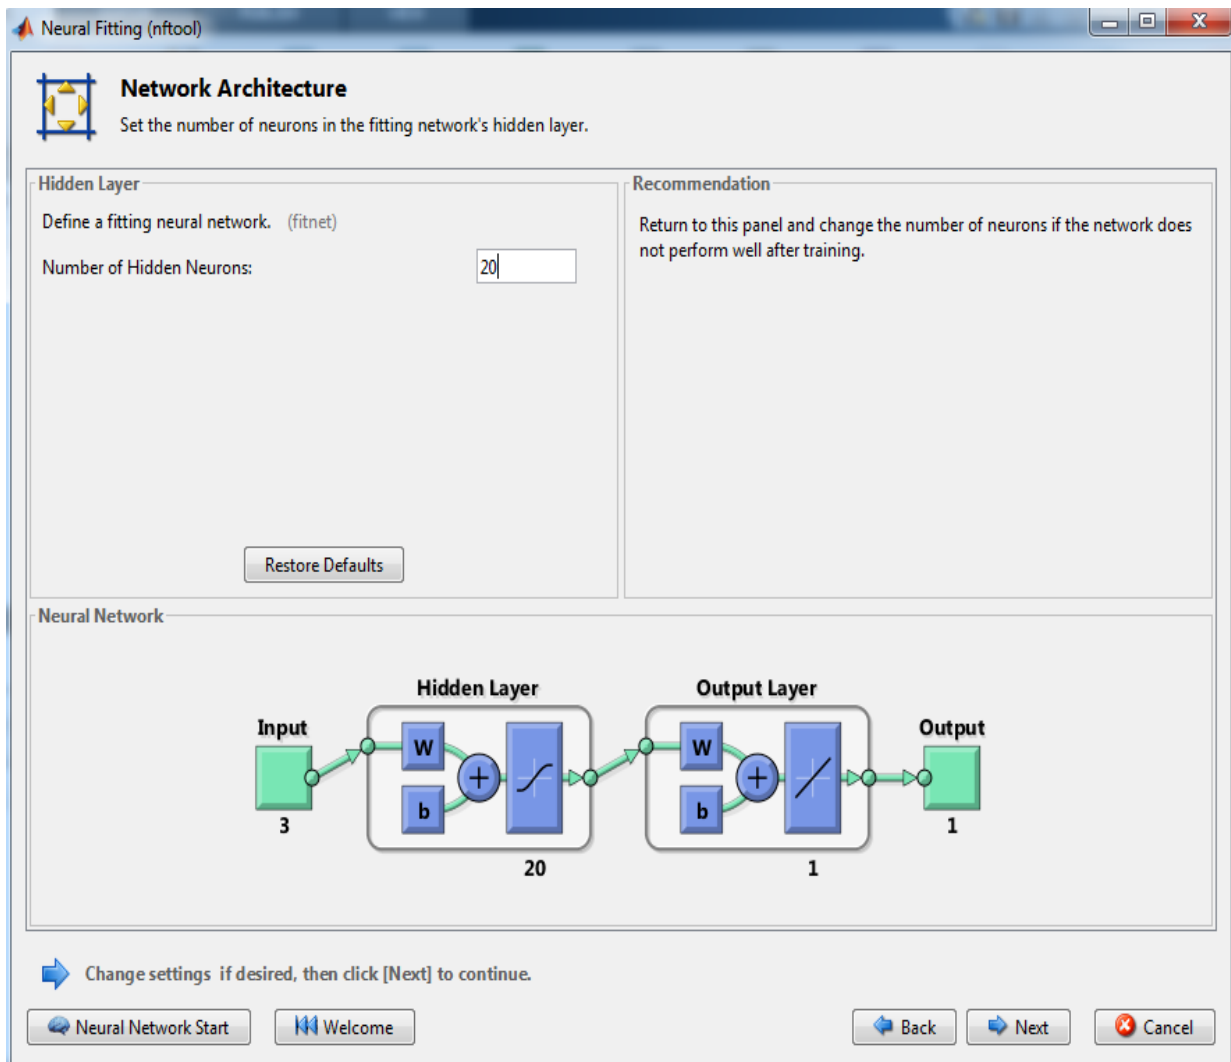 Neural Fitting (nftool)
X
Network Architecture
Set the number of neurons in the fitting network's hidden layer.
Hidden Layer
Define a fitting neural network. (fitnet)
Number of Hidden Neurons:
20
Restore Defaults
Recommendation
Return to this panel and change the number of neurons if the network does
not perform well after training.
Neural Network
Hidden Layer
Output Layer
Input
Output
W
W
+
+
b
b
3
1
20
1
Change settings if desired, then click [Next] to continue.
Neural Network Start
Welcome
Back
Next
Cancel